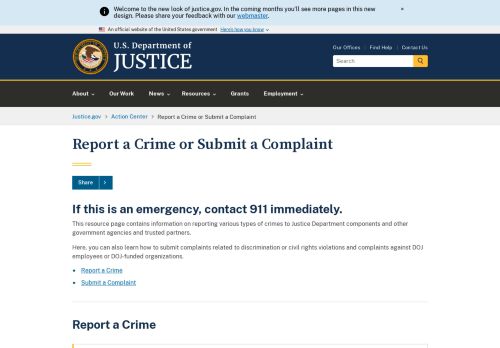 Welcome to the new look of justice.gov. In the coming months you'll see more pages in this new
design. Please share your feedback with our webmaster.
×
An official website of the United States government Here's how you know
U.S. Department of
JUSTICE
Our Offices | Find Help | Contact Us
Search
About Our Work News Resources Grants Employment
Justice.gov > Action Center > Report a Crime or Submit a Complaint
Report a Crime or Submit a Complaint
Share >
If this is an emergency, contact 911 immediately.
This resource page contains information on reporting various types of crimes to Justice Department components and other
government agencies and trusted partners.
Here, you can also learn how to submit complaints related to discrimination or civil rights violations and complaints against DOJ
employees or DOJ-funded organizations.
• Report a Crime
• Submit a Complaint
Report a Crime